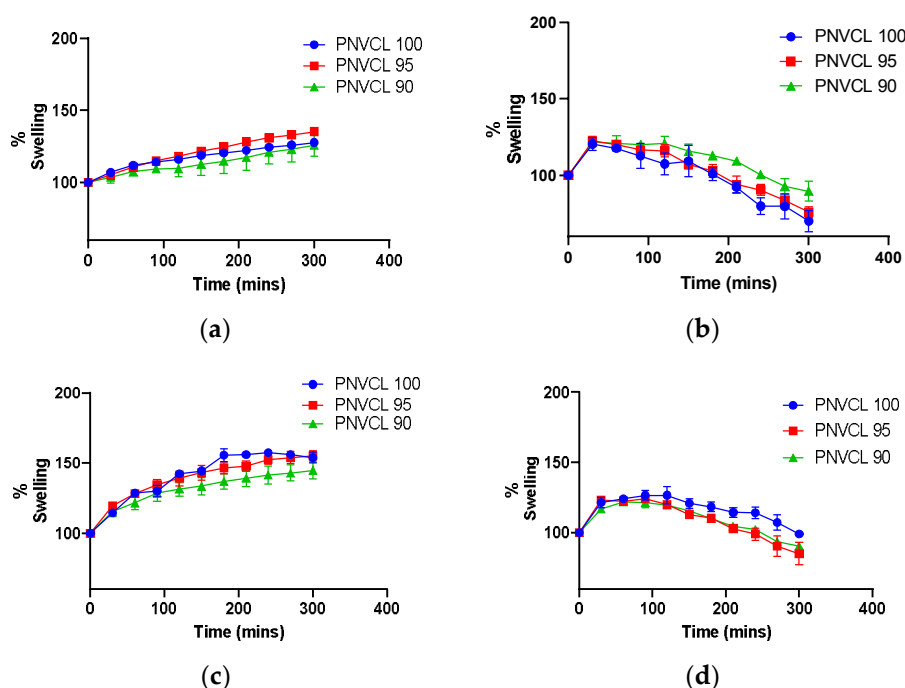 200
150
100
% Swelling
0
100
200
300
400
Time (mins)
PNVCL 100
PNVCL 95
PNVCL 90
(a)
200
150
100
% Swelling
0
100
200
300
400
Time (mins)
PNVCL 100
PNVCL 95
PNVCL 90
(b)
200
150
100
% Swelling
0
100
200
300
400
Time (mins)
PNVCL 100
PNVCL 95
PNVCL 90
(c)
200
150
100
% Swelling
0
100
200
300
400
Time (mins)
PNVCL 100
PNVCL 95
PNVCL 90
(d)